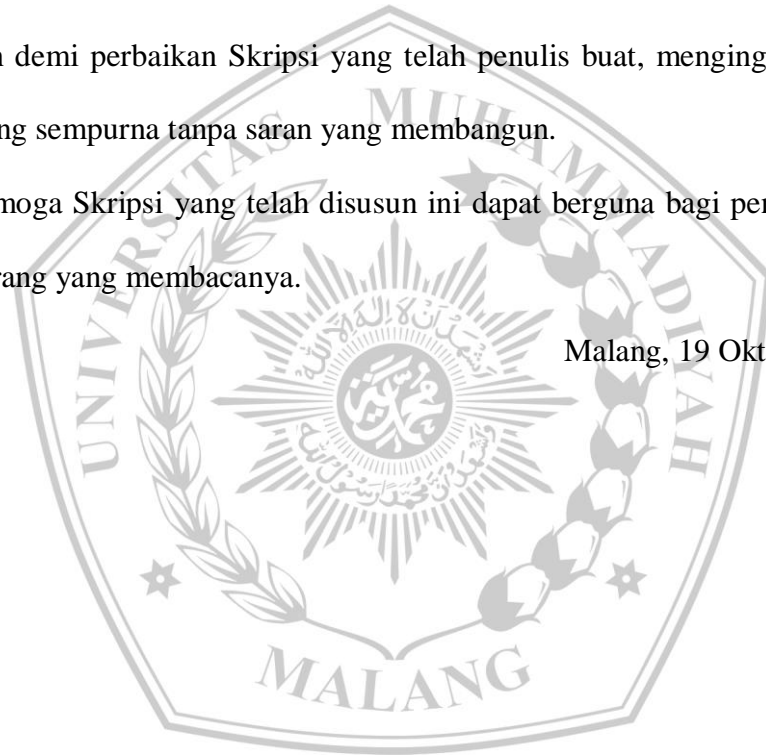 demi perbaikan Skripsi yang telah penulis buat, menging
ng sempurna tanpa saran yang membangun.
moga Skripsi yang telah disusun ini dapat berguna bagi per
rang yang membacanya.
Malang, 19 Okt
UNIVERSITAS MUHAMMADIYAH
MALANG